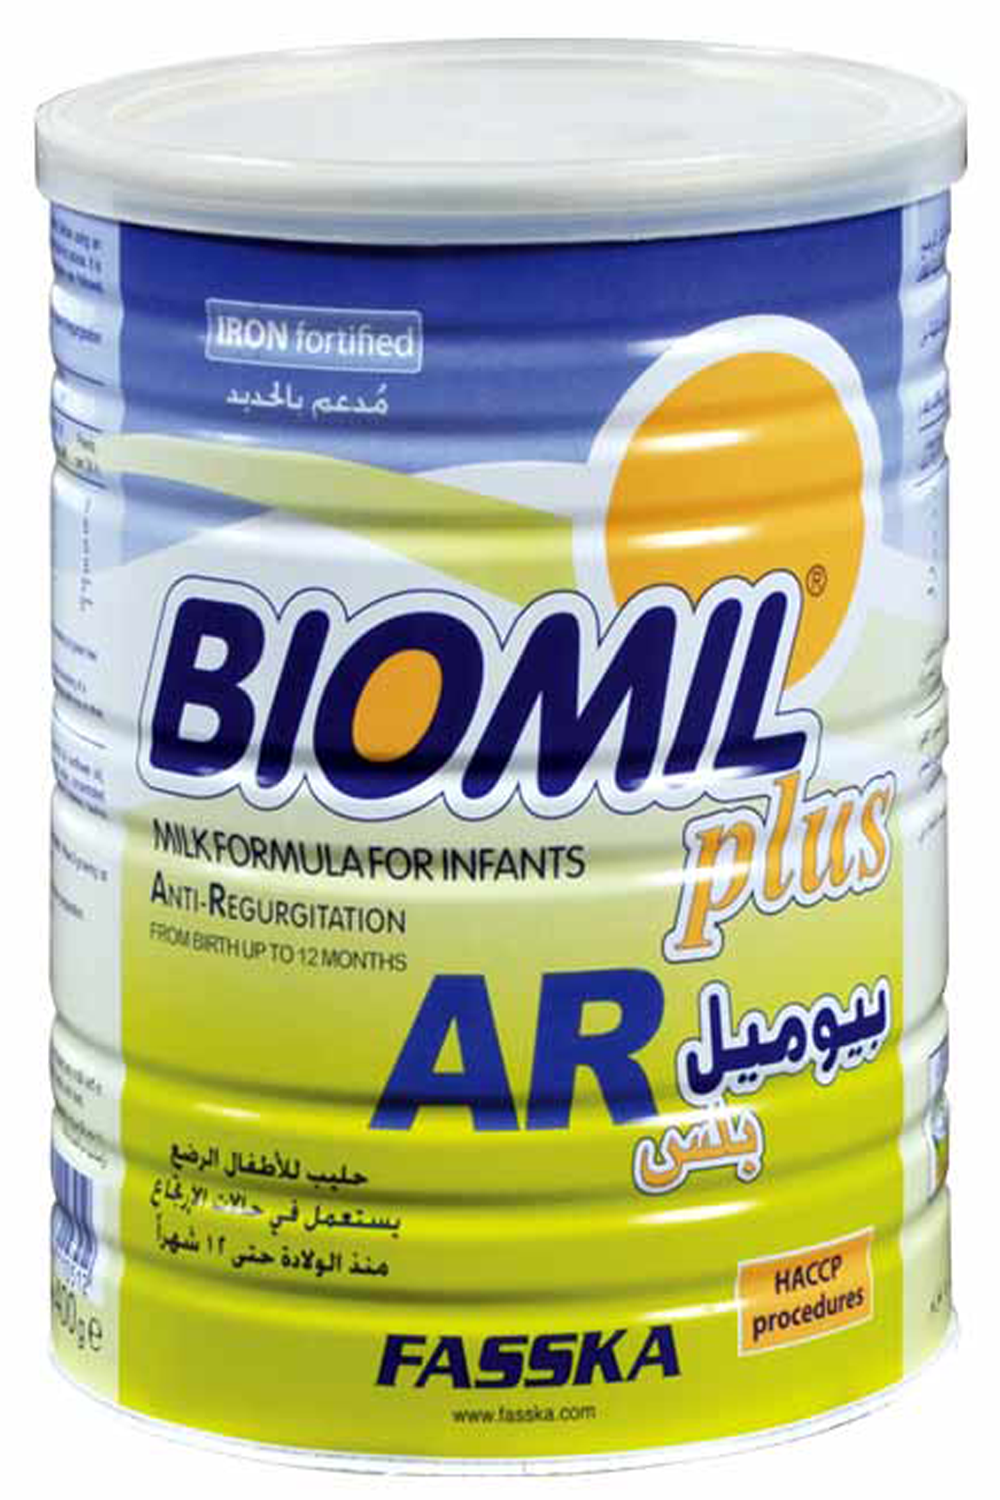 IRON fortified
مُدعم بالحديد
BIOMIL®
plus
MILK FORMULA FOR INFANTS
ANTI-REGURGITATION
FROM BIRTH UP TO 12 MONTHS
AR
بيوميل
بلس
حليب للأطفال الرضع
يستعمل في حالات الإرتجاع
منذ الولادة حتى ١٢ شهراً
HACCP
procedures
400g e
FASSKA
www.fasska.com